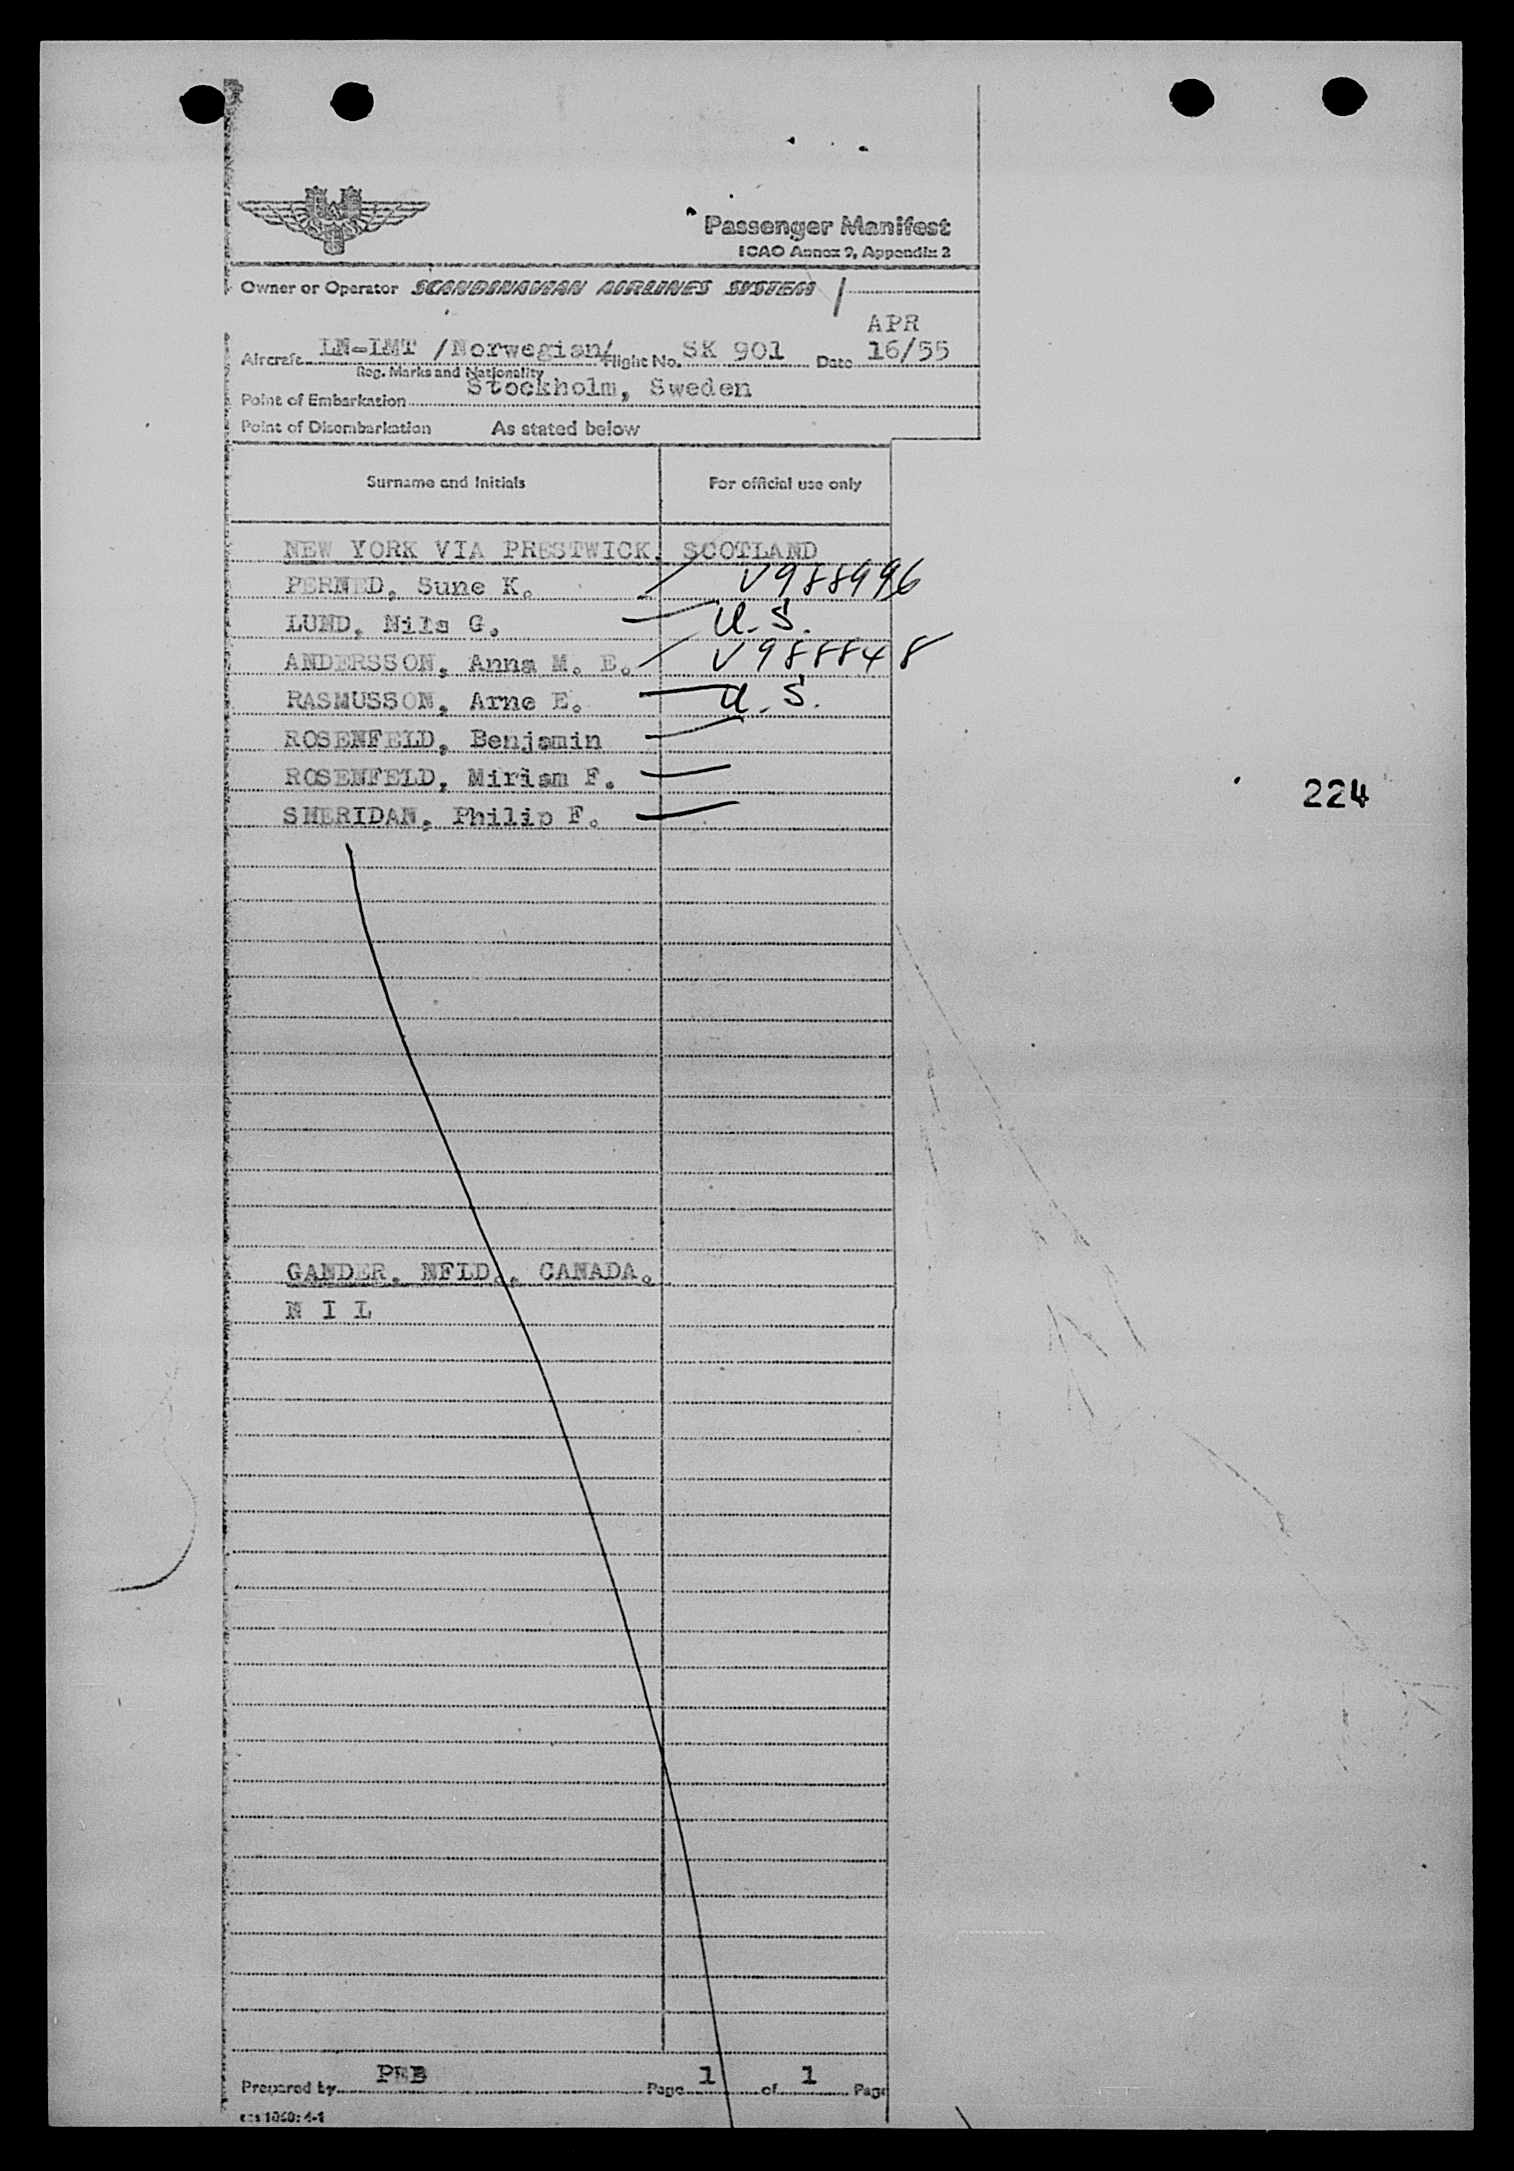 Passenger Manifest
ICAO Annex 9, Appendix 2
Owner or Operator SCANDINAVIAN AIRLINES SYSTEM
APR
Aircraft LN-LMT /Norwegian/ Flight No. SK 901 Date 16/55
Reg. Marks and Nationality
Point of Embarkation Stockholm, Sweden
Point of Disembarkation As stated below
Surname and Initials For official use only
NEW YORK VIA PRESTWICK, SCOTLAND
PERNED, Sune K. V988996
LUND, Nils G. U.S.
ANDERSSON, Anna M. E. V988848
RASMUSSON, Arne E. U.S.
ROSENFELD, Benjamin
ROSENFELD, Miriam F.
224
SHERIDAN, Philip F.
GANDER, NFLD., CANADA.
N I L
Prepared by PEB Page 1 of 1 Page